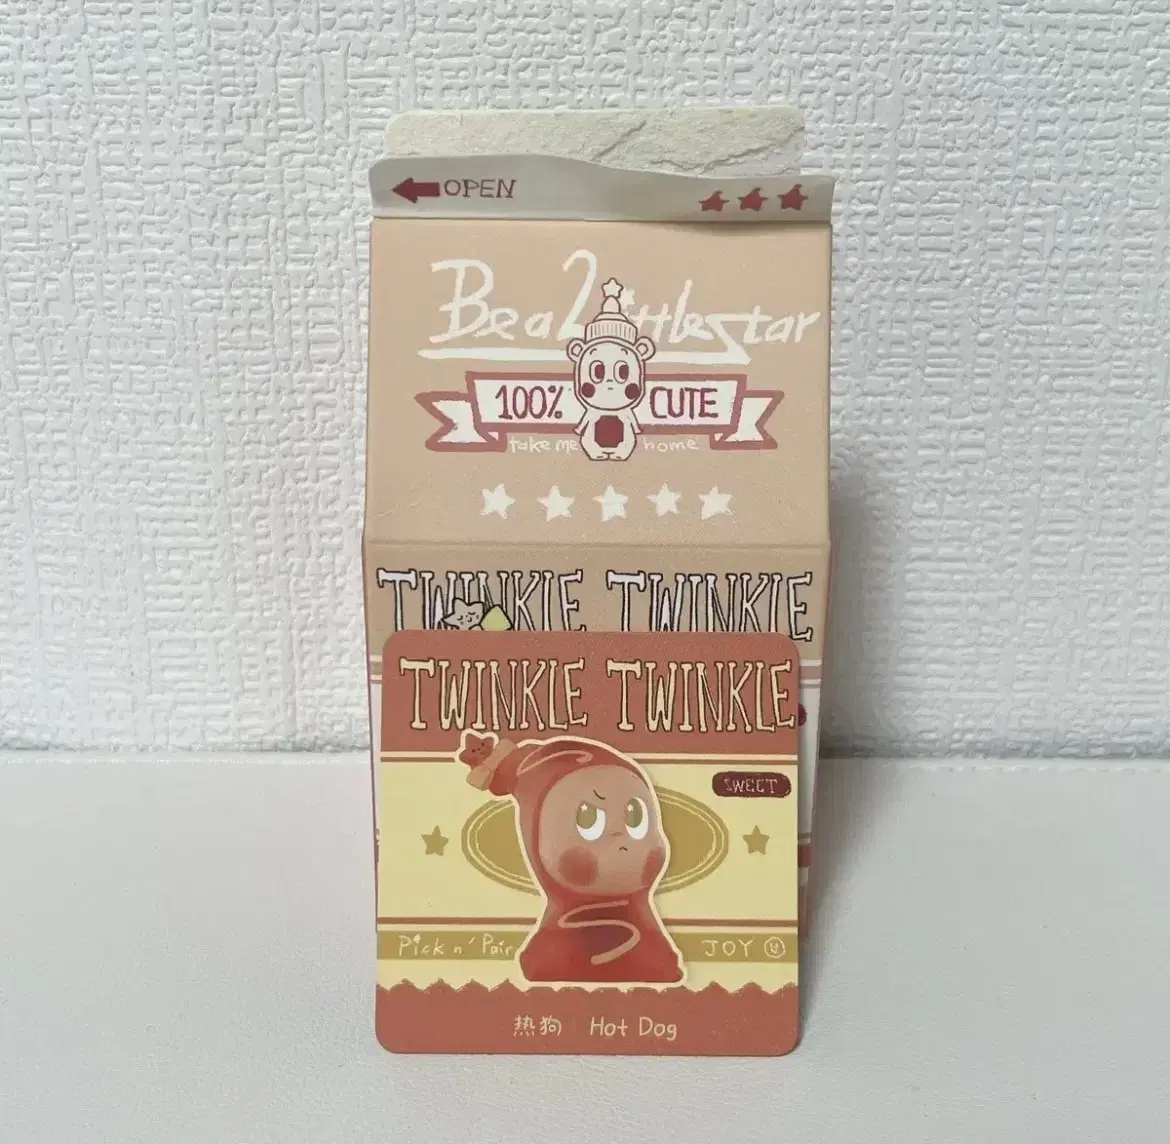 OPEN
Be a Little Star
100% CUTE
take me home
TWINKLE TWINKLE
TWINKLE TWINKLE
SWEET
Pick n' Pair JOY
热狗 Hot Dog